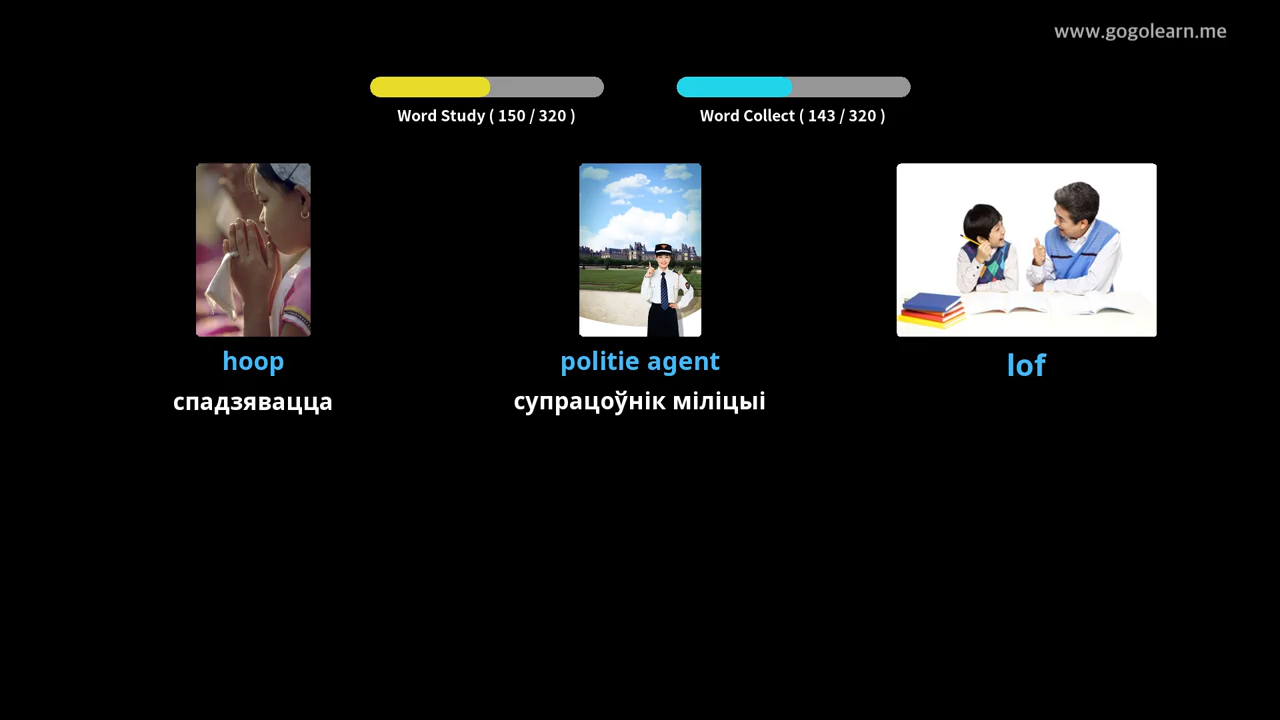 www.gogolearn.me
Word Study ( 150 / 320 )
Word Collect ( 143 / 320 )
hoop
politie agent
lof
спадзявацца
супрацоўнік міліцыі